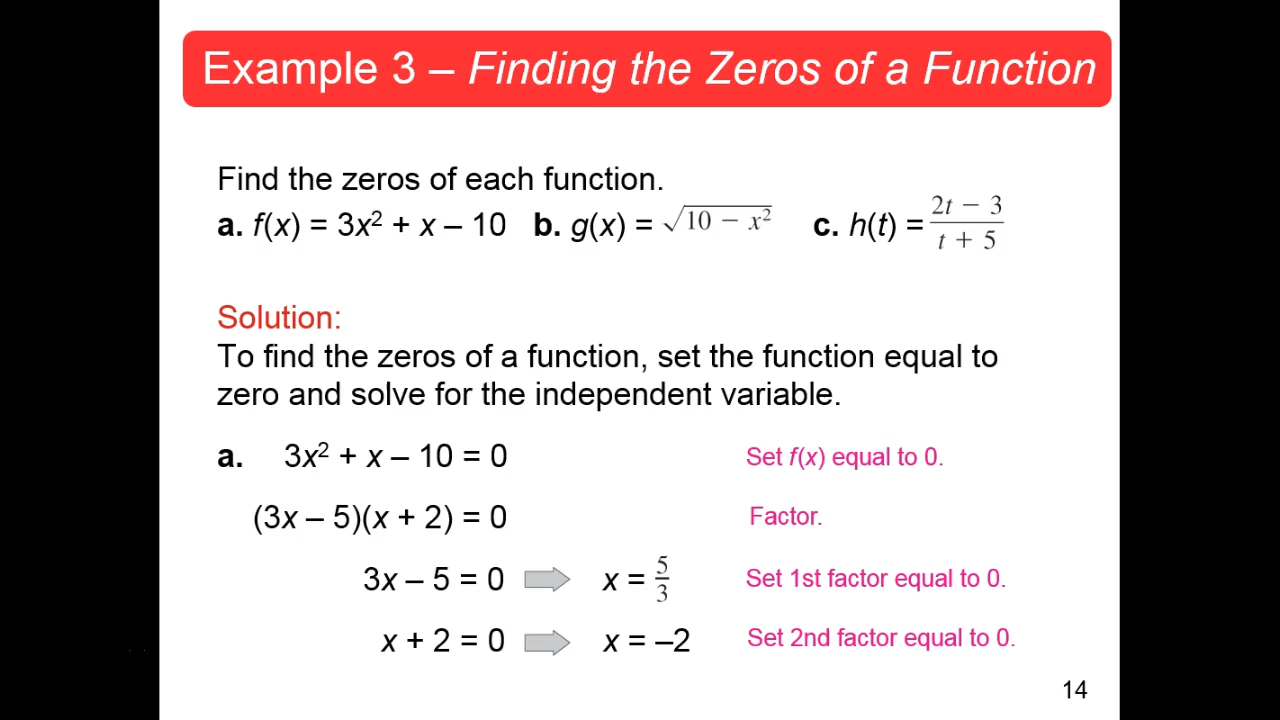 Example 3 – Finding the Zeros of a Function
Find the zeros of each function.
a. f(x) = 3x² + x – 10 b. g(x) = √(10 − x²) c. h(t) = (2t − 3)/(t + 5)
Solution:
To find the zeros of a function, set the function equal to
zero and solve for the independent variable.
a. 3x² + x – 10 = 0 Set f(x) equal to 0.
(3x – 5)(x + 2) = 0 Factor.
3x – 5 = 0 ⇨ x = 5/3 Set 1st factor equal to 0.
x + 2 = 0 ⇨ x = –2 Set 2nd factor equal to 0.
14